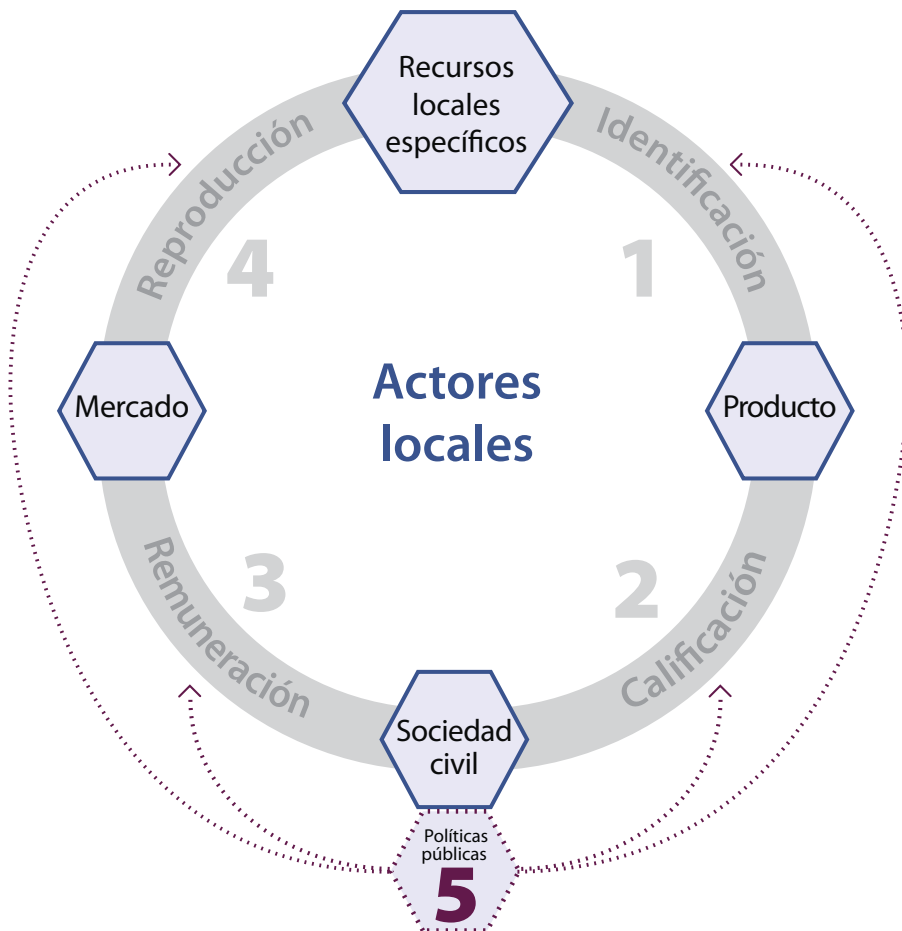 Recursos
locales
específicos
Identificación
1
Producto
Calificación
2
Sociedad
civil
Remuneración
3
Mercado
Reproducción
4
Actores
locales
Políticas
públicas
5